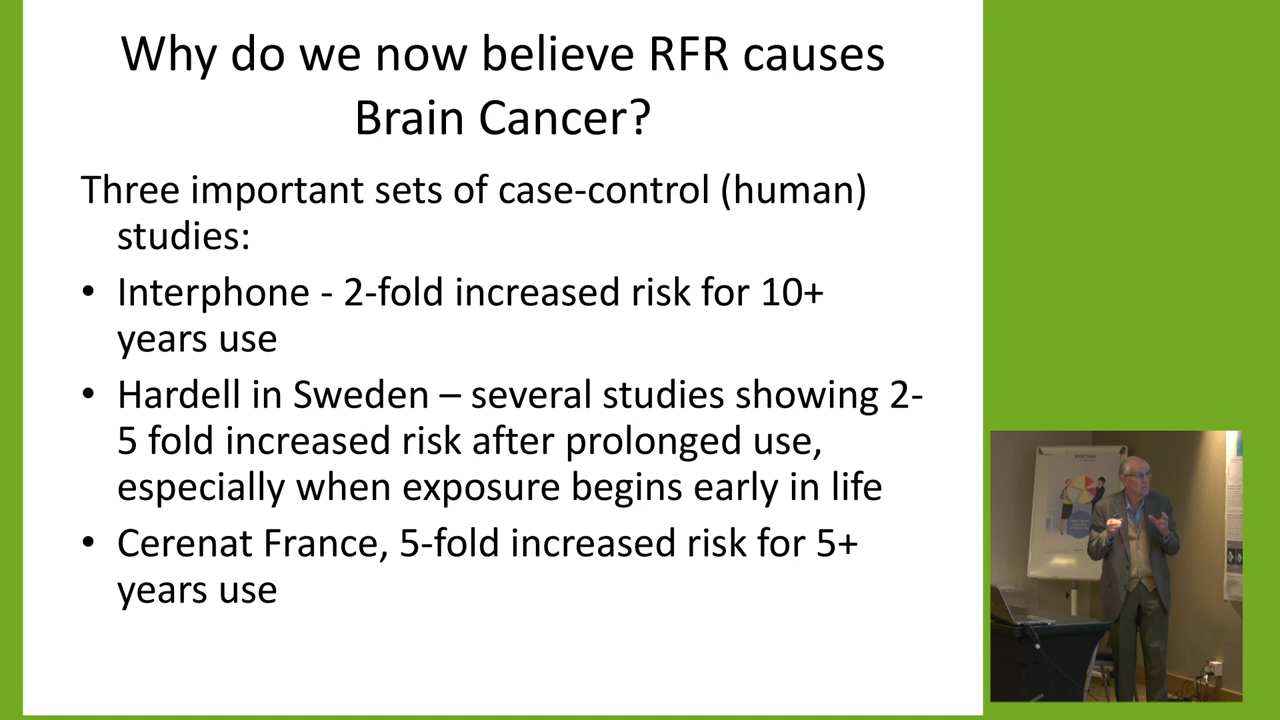 Why do we now believe RFR causes
Brain Cancer?
Three important sets of case-control (human)
studies:
• Interphone - 2-fold increased risk for 10+
years use
• Hardell in Sweden – several studies showing 2-
5 fold increased risk after prolonged use,
especially when exposure begins early in life
• Cerenat France, 5-fold increased risk for 5+
years use
MEETING